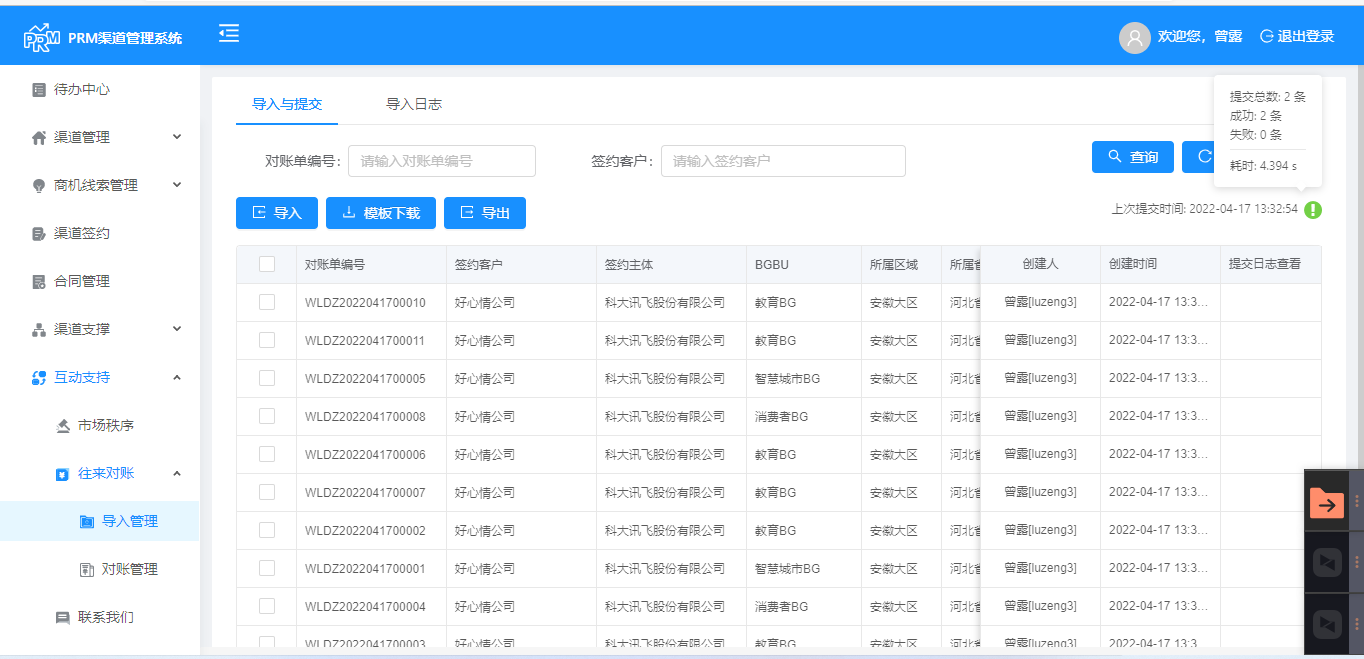 PRM PRM渠道管理系统
欢迎您，曾露 退出登录
待办中心
渠道管理
商机线索管理
渠道签约
合同管理
渠道支撑
互动支持
市场秩序
往来对账
导入管理
对账管理
联系我们
导入与提交 导入日志
提交总数: 2 条
成功: 2 条
失败: 0 条
耗时: 4.394 s
对账单编号: 请输入对账单编号 签约客户: 请输入签约客户 查询
导入 模板下载 导出
上次提交时间: 2022-04-17 13:32:54
对账单编号 签约客户 签约主体 BGBU 所属区域 所属 创建人 创建时间 提交日志查看
WLDZ2022041700010 好心情公司 科大讯飞股份有限公司 教育BG 安徽大区 河北 曾露[luzeng3] 2022-04-17 13:3...
WLDZ2022041700011 好心情公司 科大讯飞股份有限公司 教育BG 安徽大区 河北 曾露[luzeng3] 2022-04-17 13:3...
WLDZ2022041700005 好心情公司 科大讯飞股份有限公司 智慧城市BG 安徽大区 河北 曾露[luzeng3] 2022-04-17 13:3...
WLDZ2022041700008 好心情公司 科大讯飞股份有限公司 消费者BG 安徽大区 河北 曾露[luzeng3] 2022-04-17 13:3...
WLDZ2022041700006 好心情公司 科大讯飞股份有限公司 教育BG 安徽大区 河北 曾露[luzeng3] 2022-04-17 13:3...
WLDZ2022041700007 好心情公司 科大讯飞股份有限公司 教育BG 安徽大区 河北 曾露[luzeng3] 2022-04-17 13:3...
WLDZ2022041700002 好心情公司 科大讯飞股份有限公司 教育BG 安徽大区 河北 曾露[luzeng3] 2022-04-17 13:3...
WLDZ2022041700001 好心情公司 科大讯飞股份有限公司 智慧城市BG 安徽大区 河北 曾露[luzeng3] 2022-04-17 13:3...
WLDZ2022041700004 好心情公司 科大讯飞股份有限公司 消费者BG 安徽大区 河北 曾露[luzeng3] 2022-04-17 13:3...
WLDZ2022041700003 好心情公司 科大讯飞股份有限公司 教育BG 安徽大区 河北 曾露[luzeng3] 2022-04-17 13:3